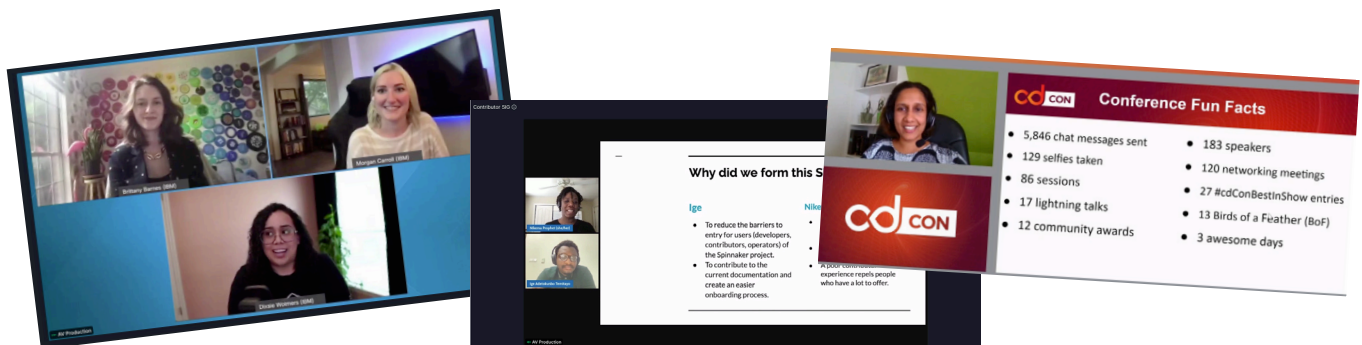 Brittany Barnes (IBM)
Morgan Carroll (IBM)
AV Production
Contributor SIG
Why did we form this S
Ige
To reduce the barriers to
entry for users (developers,
contributors, operators) of
the Spinnaker project.
To contribute to the
current documentation and
create an easier
onboarding process.
Nike
A poor
experience repels people
who have a lot to offer.
AV Production
cd CON
cd CON
Conference Fun Facts
5,846 chat messages sent
129 selfies taken
86 sessions
17 lightning talks
12 community awards
183 speakers
120 networking meetings
27 #cdConBestInShow entries
13 Birds of a Feather (BoF)
3 awesome days